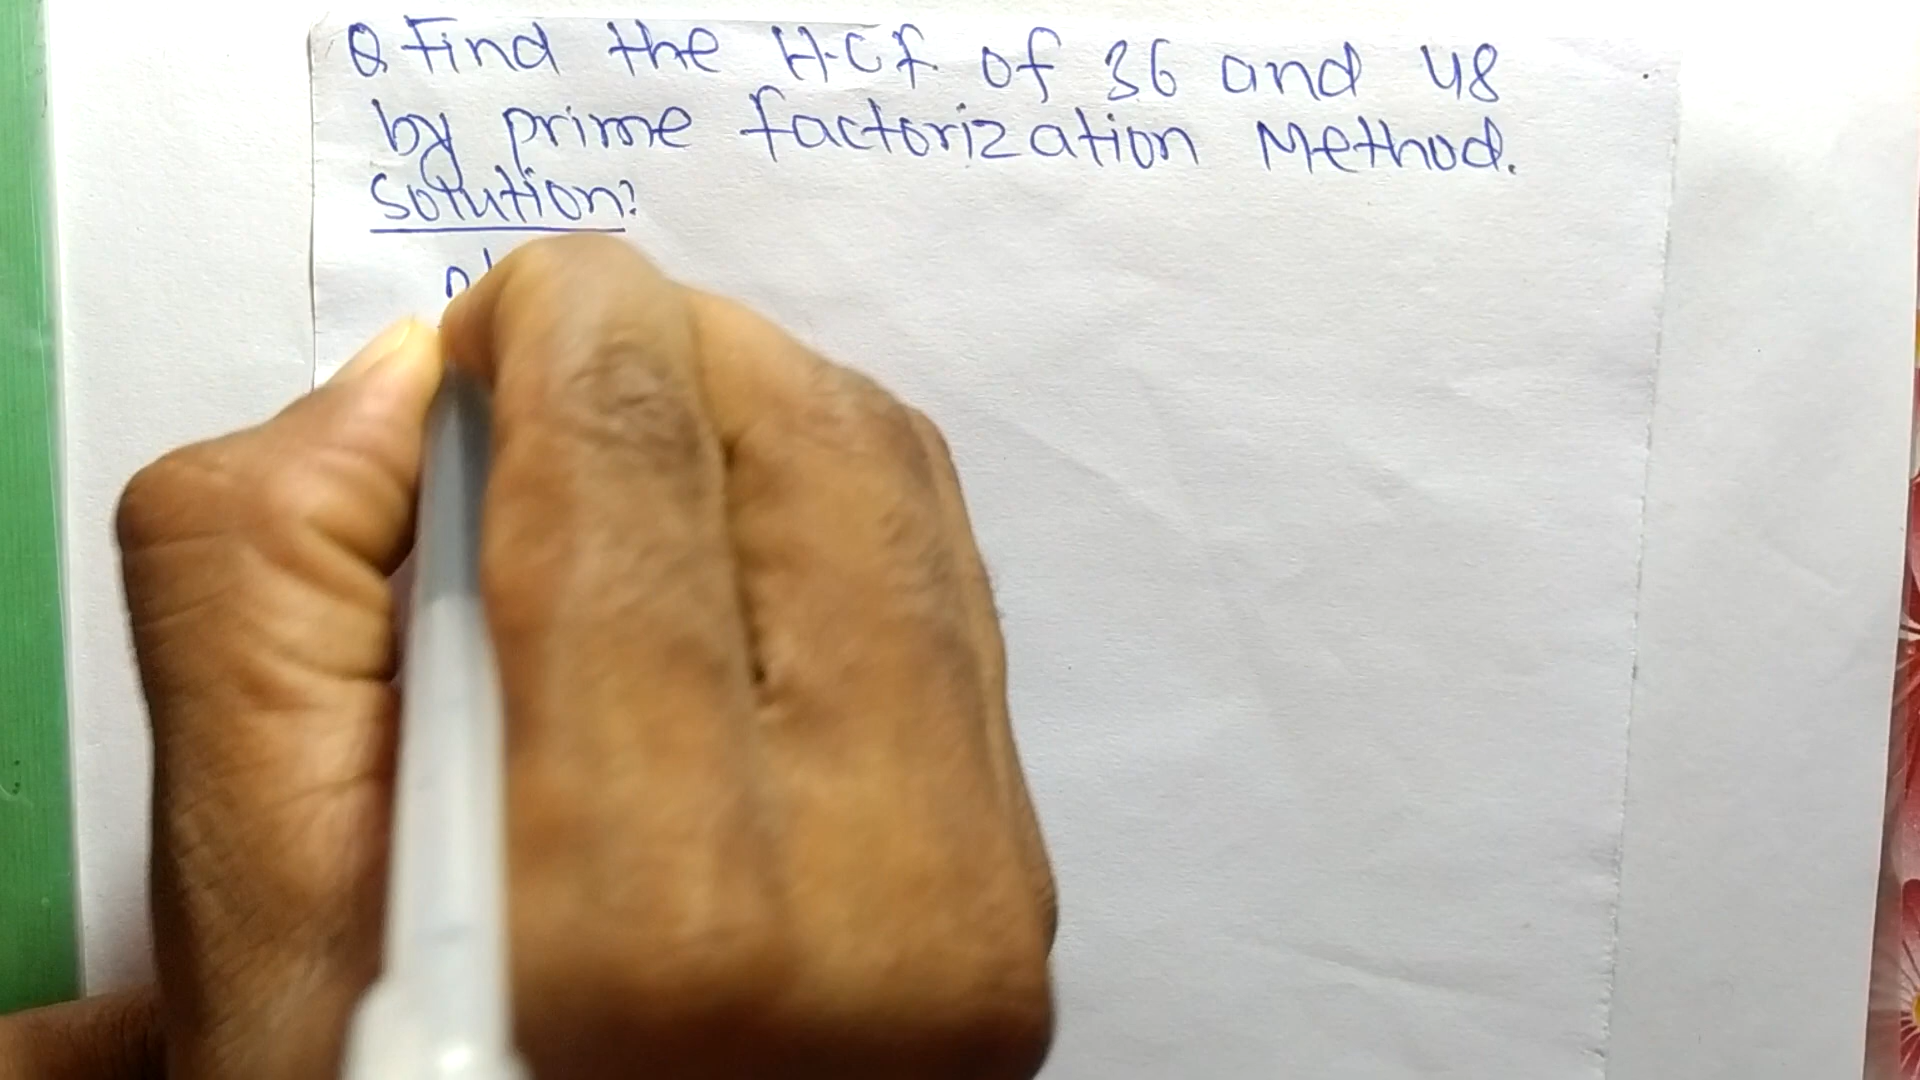 Q Find the H.C.F. of 36 and 48
by prime factorization Method.
Solution: